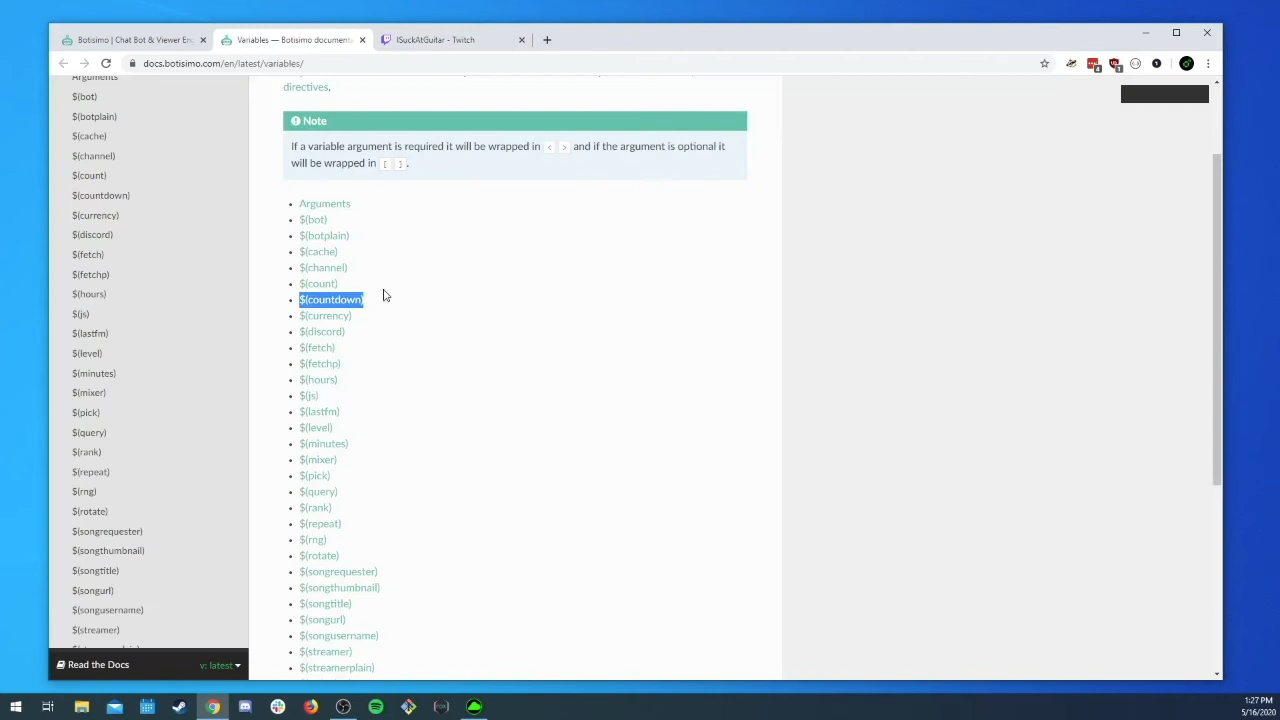 Botisimo | Chat Bot & Viewer En
Variables — Botisimo document
ISuckAtGuitar - Twitch
docs.botisimo.com/en/latest/variables/
Arguments
$(bot)
$(botplain)
$(cache)
$(channel)
$(count)
$(countdown)
$(currency)
$(discord)
$(fetch)
$(fetchp)
$(hours)
$(js)
$(lastfm)
$(level)
$(minutes)
$(mixer)
$(pick)
$(query)
$(rank)
$(repeat)
$(rng)
$(rotate)
$(songrequester)
$(songthumbnail)
$(songtitle)
$(songurl)
$(songusername)
$(streamer)
Read the Docs
v: latest
directives.
Note
If a variable argument is required it will be wrapped in < > and if the argument is optional it
will be wrapped in [ ].
Arguments
$(bot)
$(botplain)
$(cache)
$(channel)
$(count)
$(countdown)
$(currency)
$(discord)
$(fetch)
$(fetchp)
$(hours)
$(js)
$(lastfm)
$(level)
$(minutes)
$(mixer)
$(pick)
$(query)
$(rank)
$(repeat)
$(rng)
$(rotate)
$(songrequester)
$(songthumbnail)
$(songtitle)
$(songurl)
$(songusername)
$(streamer)
$(streamerplain)
1:27 PM
5/16/2020